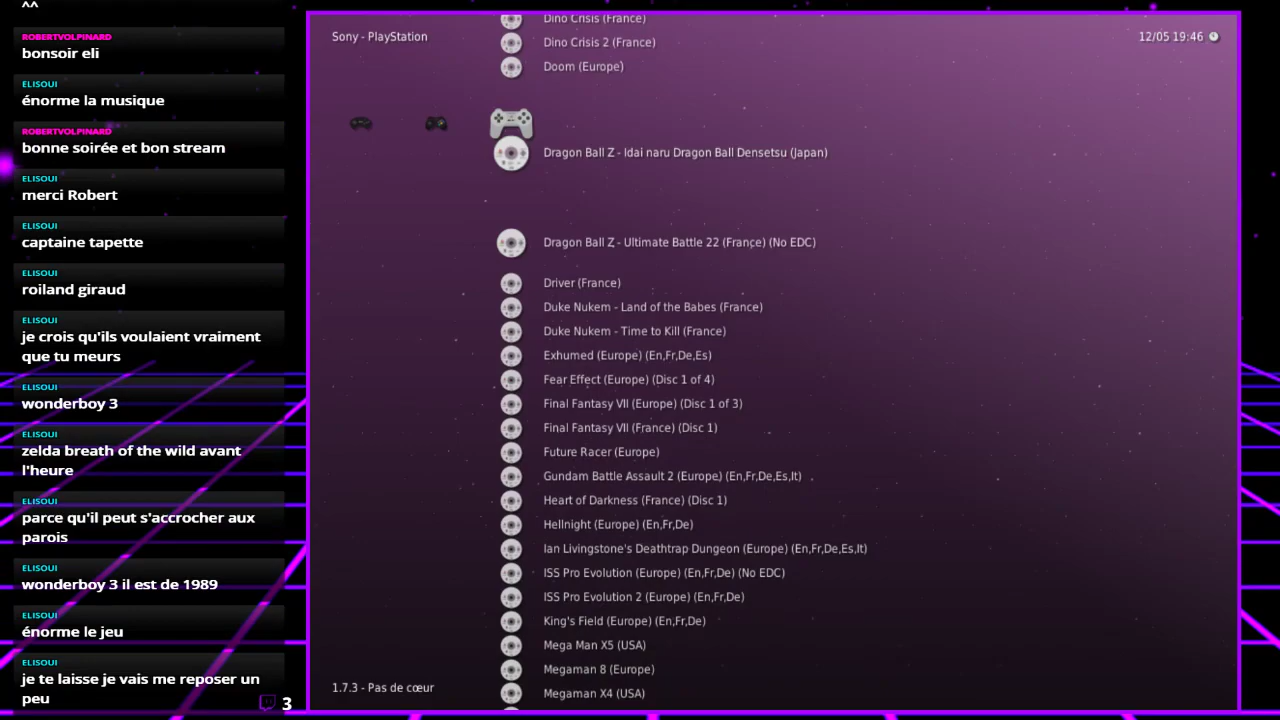 ^^
ROBERTVOLPINARD
bonsoir eli
ELISOUI
énorme la musique
ROBERTVOLPINARD
bonne soirée et bon stream
ELISOUI
merci Robert
ELISOUI
captaine tapette
ELISOUI
roiland giraud
ELISOUI
je crois qu'ils voulaient vraiment
que tu meurs
ELISOUI
wonderboy 3
ELISOUI
zelda breath of the wild avant
l'heure
ELISOUI
parce qu'il peut s'accrocher aux
parois
ELISOUI
wonderboy 3 il est de 1989
ELISOUI
énorme le jeu
ELISOUI
je te laisse je vais me reposer un
peu
3
Sony - PlayStation
12/05 19:46
Dino Crisis (France)
Dino Crisis 2 (France)
Doom (Europe)
Dragon Ball Z - Idai naru Dragon Ball Densetsu (Japan)
Dragon Ball Z - Ultimate Battle 22 (France) (No EDC)
Driver (France)
Duke Nukem - Land of the Babes (France)
Duke Nukem - Time to Kill (France)
Exhumed (Europe) (En,Fr,De,Es)
Fear Effect (Europe) (Disc 1 of 4)
Final Fantasy VII (Europe) (Disc 1 of 3)
Final Fantasy VII (France) (Disc 1)
Future Racer (Europe)
Gundam Battle Assault 2 (Europe) (En,Fr,De,Es,It)
Heart of Darkness (France) (Disc 1)
Hellnight (Europe) (En,Fr,De)
Ian Livingstone's Deathtrap Dungeon (Europe) (En,Fr,De,Es,It)
ISS Pro Evolution (Europe) (En,Fr,De) (No EDC)
ISS Pro Evolution 2 (Europe) (En,Fr,De)
King's Field (Europe) (En,Fr,De)
Mega Man X5 (USA)
Megaman 8 (Europe)
Megaman X4 (USA)
1.7.3 - Pas de cœur